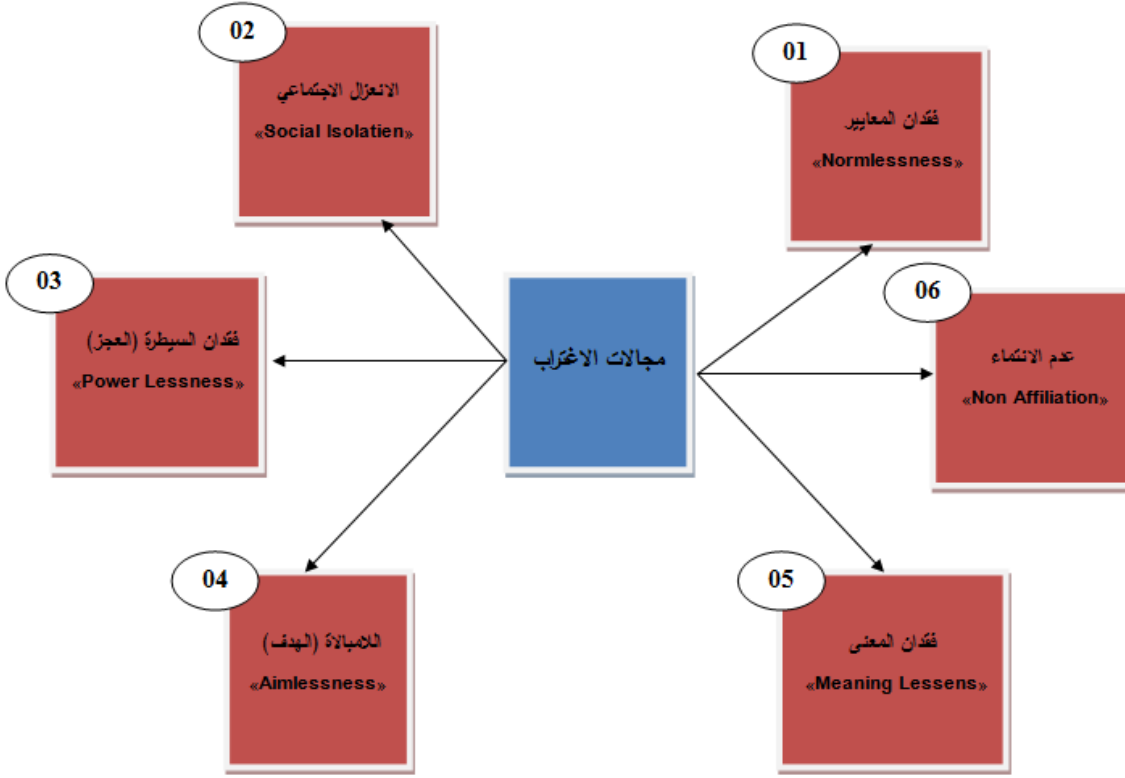 مجالات الاغتراب
01
فقدان المعايير
«Normlessness»
02
الانعزال الاجتماعي
«Social Isolatien»
03
فقدان السيطرة (العجز)
«Power Lessness»
04
اللامبالاة (الهدف)
«Aimlessness»
05
فقدان المعنى
«Meaning Lessens»
06
عدم الانتماء
«Non Affiliation»